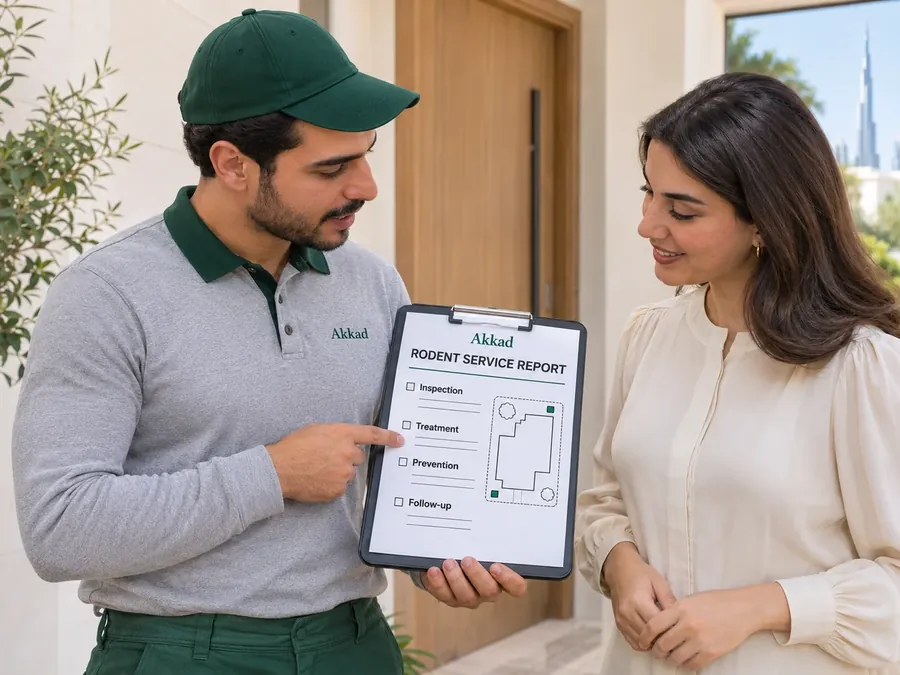 Akkad
Akkad
RODENT SERVICE REPORT
Inspection
Treatment
Prevention
Follow-up